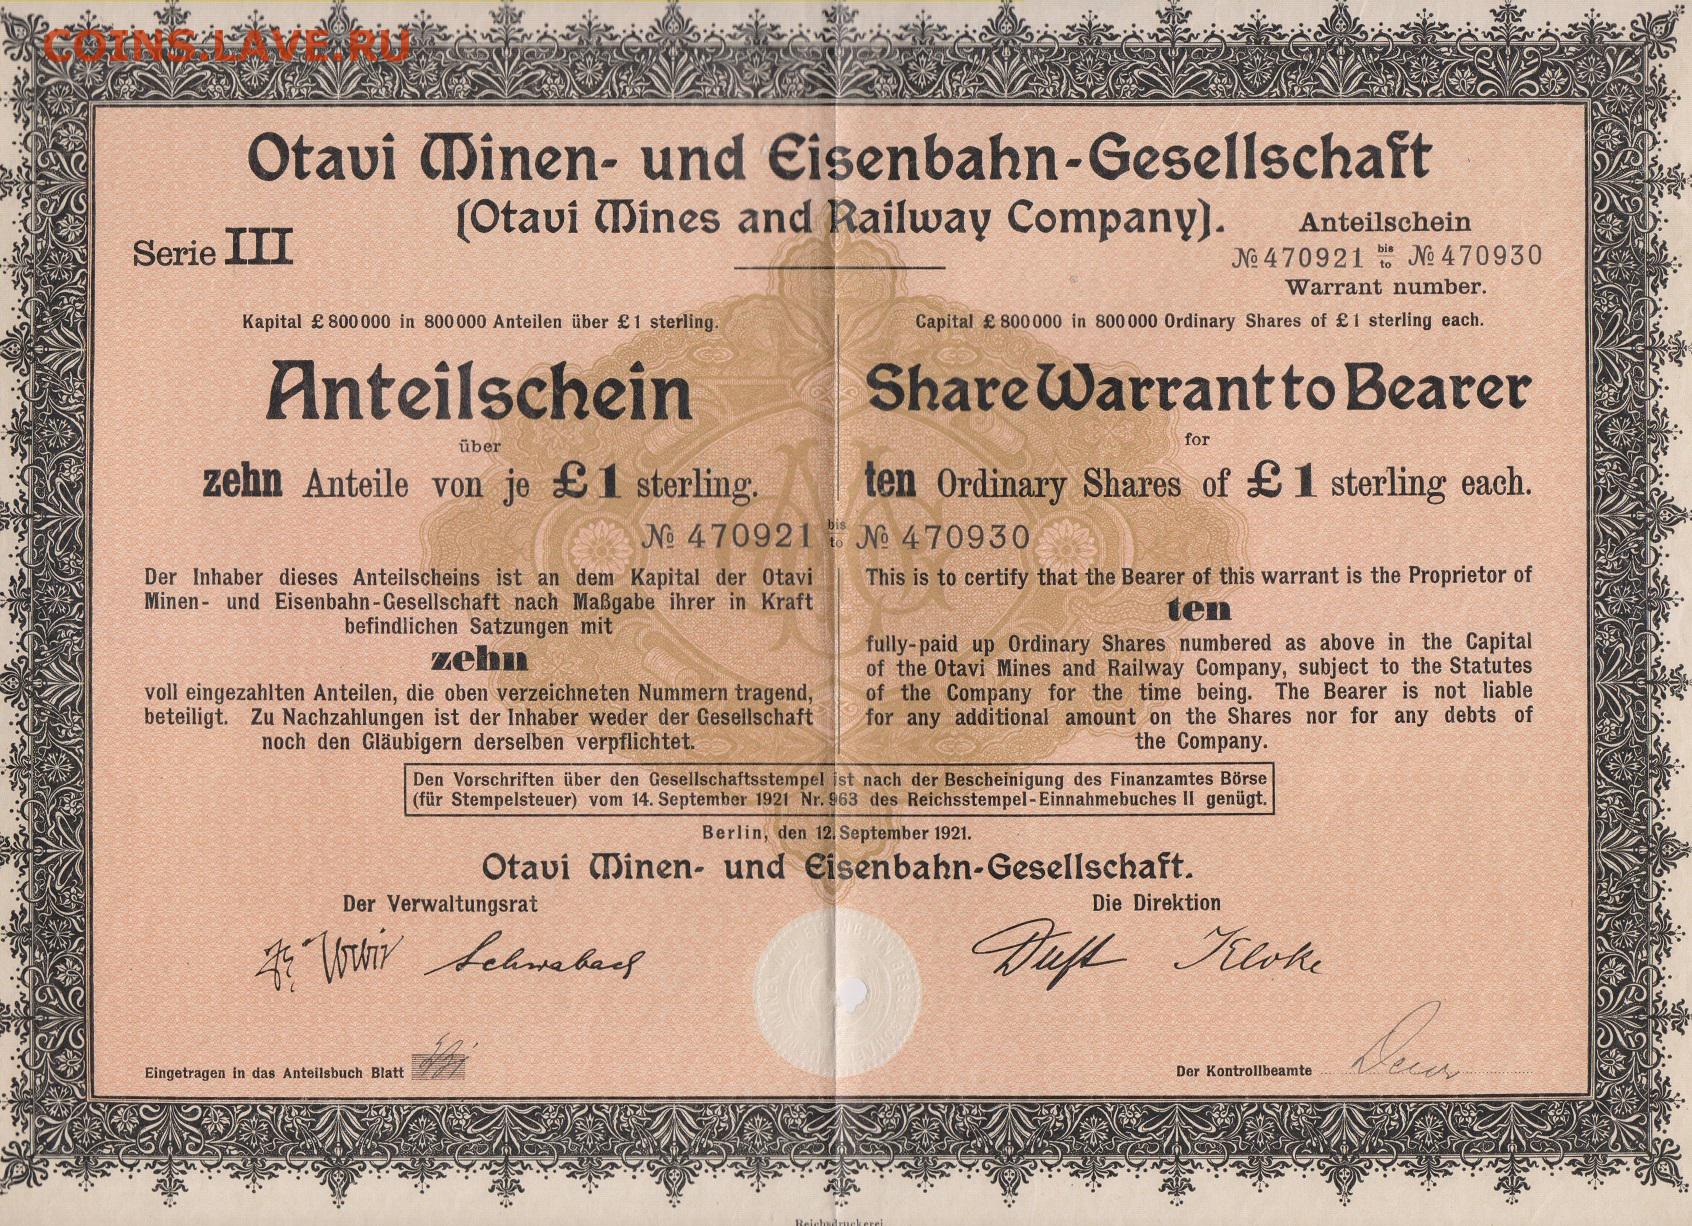 COINS.LAVE.RU
Otavi Minen- und Eisenbahn-Gesellschaft
(Otavi Mines and Railway Company).
Serie III
Anteilschein
№ 470921 bis/to № 470930
Warrant number.
Kapital £ 800000 in 800000 Anteilen über £ 1 sterling.
Anteilschein
über
zehn Anteile von je £ 1 sterling.
Capital £ 800000 in 800000 Ordinary Shares of £ 1 sterling each.
Share Warrant to Bearer
for
ten Ordinary Shares of £ 1 sterling each.
№ 470921 bis/to № 470930
Der Inhaber dieses Anteilscheins ist an dem Kapital der Otavi
Minen- und Eisenbahn-Gesellschaft nach Maßgabe ihrer in Kraft
befindlichen Satzungen mit
zehn
voll eingezahlten Anteilen, die oben verzeichneten Nummern tragend,
beteiligt. Zu Nachzahlungen ist der Inhaber weder der Gesellschaft
noch den Gläubigern derselben verpflichtet.
This is to certify that the Bearer of this warrant is the Proprietor of
ten
fully-paid up Ordinary Shares numbered as above in the Capital
of the Otavi Mines and Railway Company, subject to the Statutes
of the Company for the time being. The Bearer is not liable
for any additional amount on the Shares nor for any debts of
the Company.
Den Vorschriften über den Gesellschaftsstempel ist nach der Bescheinigung des Finanzamtes Börse
(für Stempelsteuer) vom 14. September 1921 Nr. 963 des Reichsstempel-Einnahmebuches II genügt.
Berlin, den 12. September 1921.
Otavi Minen- und Eisenbahn-Gesellschaft.
Der Verwaltungsrat
Die Direktion
Schwabach
Duft Kloke
Eingetragen in das Anteilsbuch Blatt
Der Kontrollbeamte
Reichsdruckerei